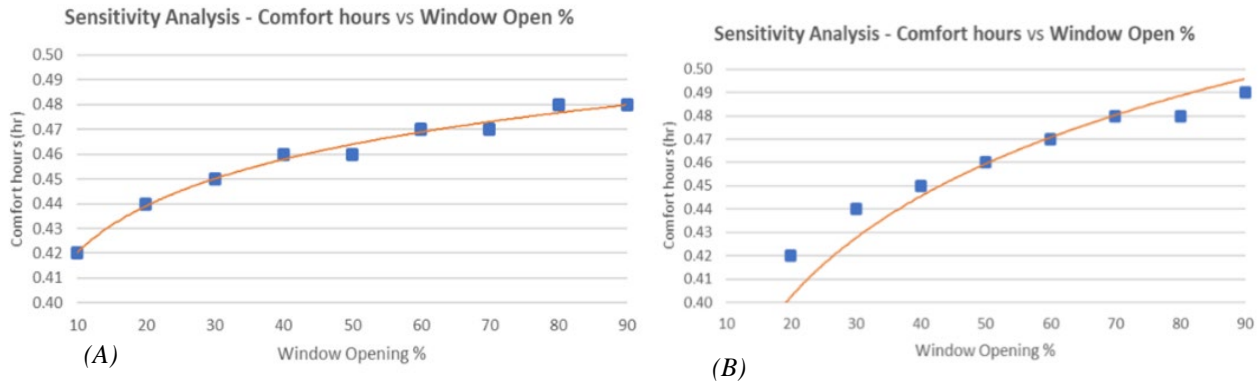 Sensitivity Analysis - Comfort hours vs Window Open %
0.50
0.49
0.48
0.47
0.46
0.45
0.44
0.43
0.42
0.41
0.40
Comfort hours (hr)
10 20 30 40 50 60 70 80 90
Window Opening %
(A)
Sensitivity Analysis - Comfort hours vs Window Open %
0.50
0.49
0.48
0.47
0.46
0.45
0.44
0.43
0.42
0.41
0.40
Comfort hours (hr)
10 20 30 40 50 60 70 80 90
Window Opening %
(B)